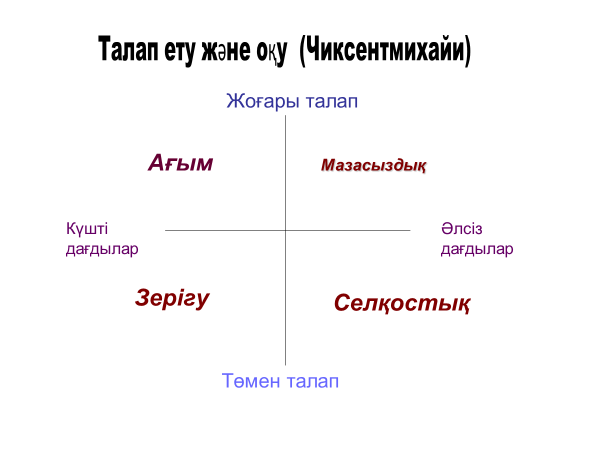 Талап ету және оқу (Чиксентмихайи)
Жоғары талап
Ағым
Мазасыздық
Күшті
дағдылар
Әлсіз
дағдылар
Зерігу
Селқостық
Төмен талап